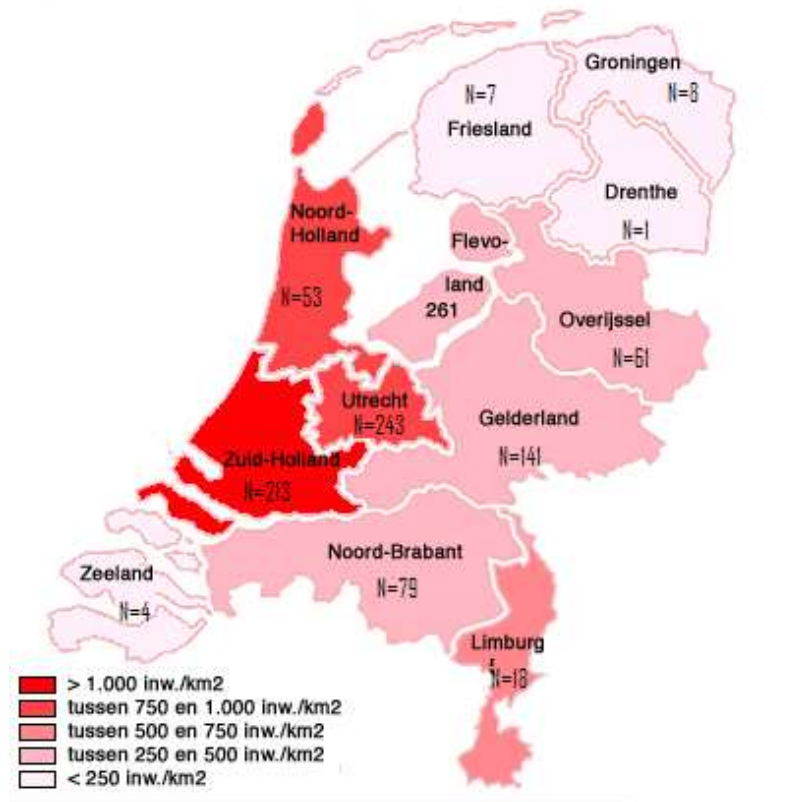 Groningen
N=8
N=7
Friesland
Drenthe
N=1
Noord-
Holland
N=53
Flevo-
land
261
Overijssel
N=61
Utrecht
N=243
Gelderland
N=141
Zuid-Holland
N=213
Noord-Brabant
N=79
Zeeland
N=4
Limburg
N=18
> 1.000 inw./km2
tussen 750 en 1.000 inw./km2
tussen 500 en 750 inw./km2
tussen 250 en 500 inw./km2
< 250 inw./km2